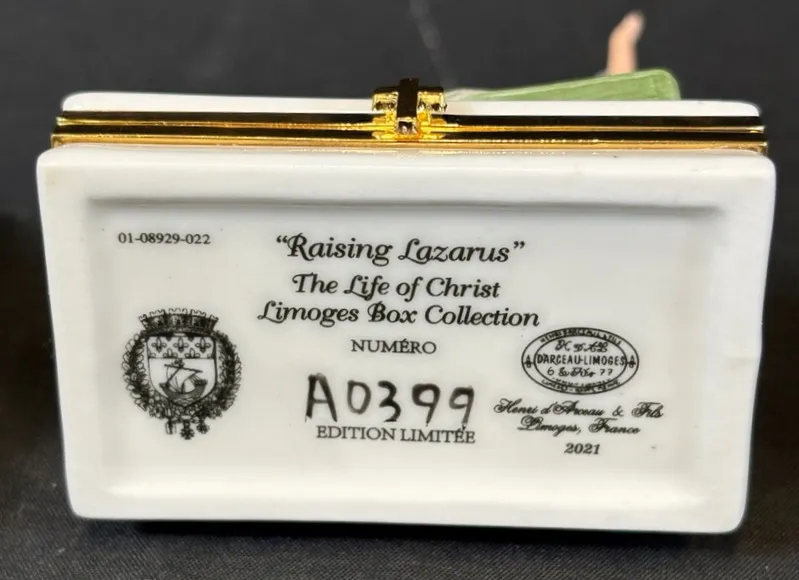 01-08929-022
“Raising Lazarus”
The Life of Christ
Limoges Box Collection
NUMÉRO
A0399
EDITION LIMITÉE
D'ARCEAU-LIMOGES
Henri d'Arceau & Fils
Limoges, France
2021